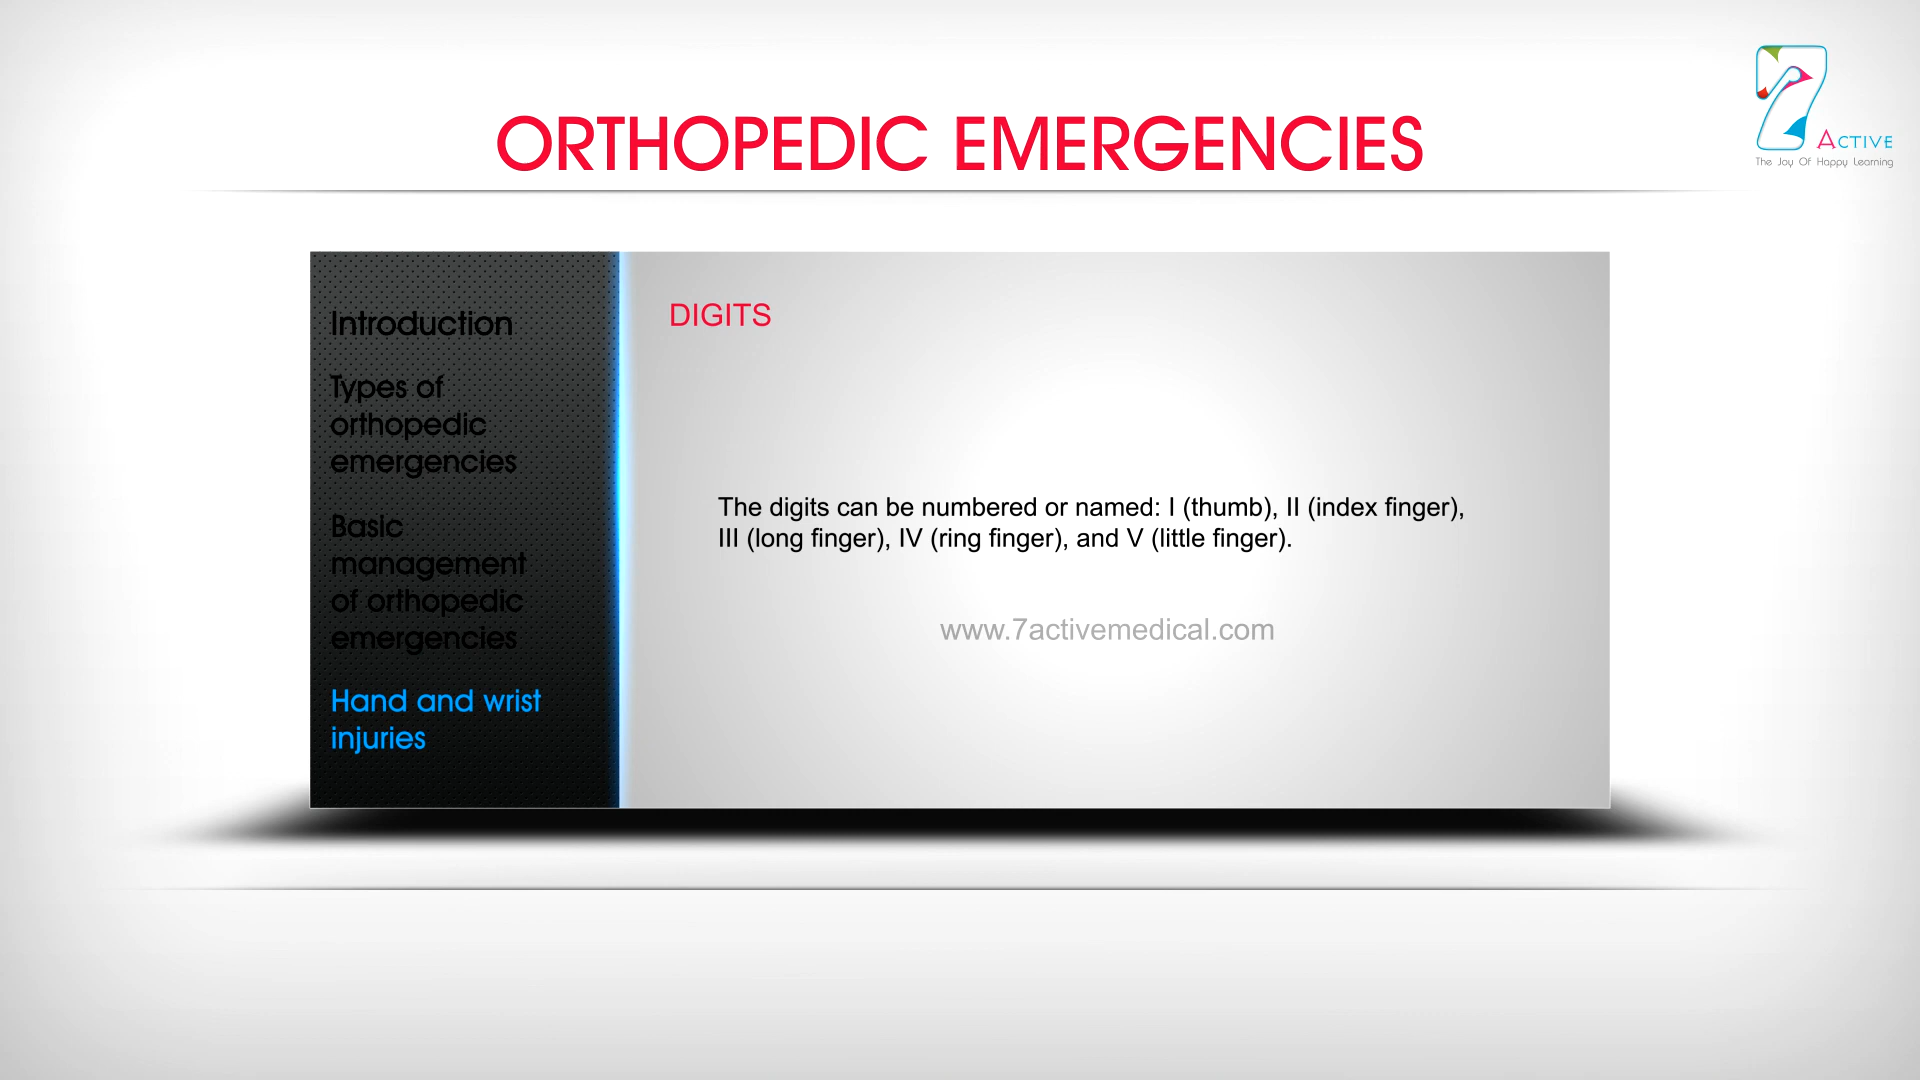 ORTHOPEDIC EMERGENCIES
7
ACTIVE
The Joy Of Happy Learning
Introduction
Types of
orthopedic
emergencies
Basic
management
of orthopedic
emergencies
Hand and wrist
injuries
DIGITS
The digits can be numbered or named: I (thumb), II (index finger),
III (long finger), IV (ring finger), and V (little finger).
www.7activemedical.com